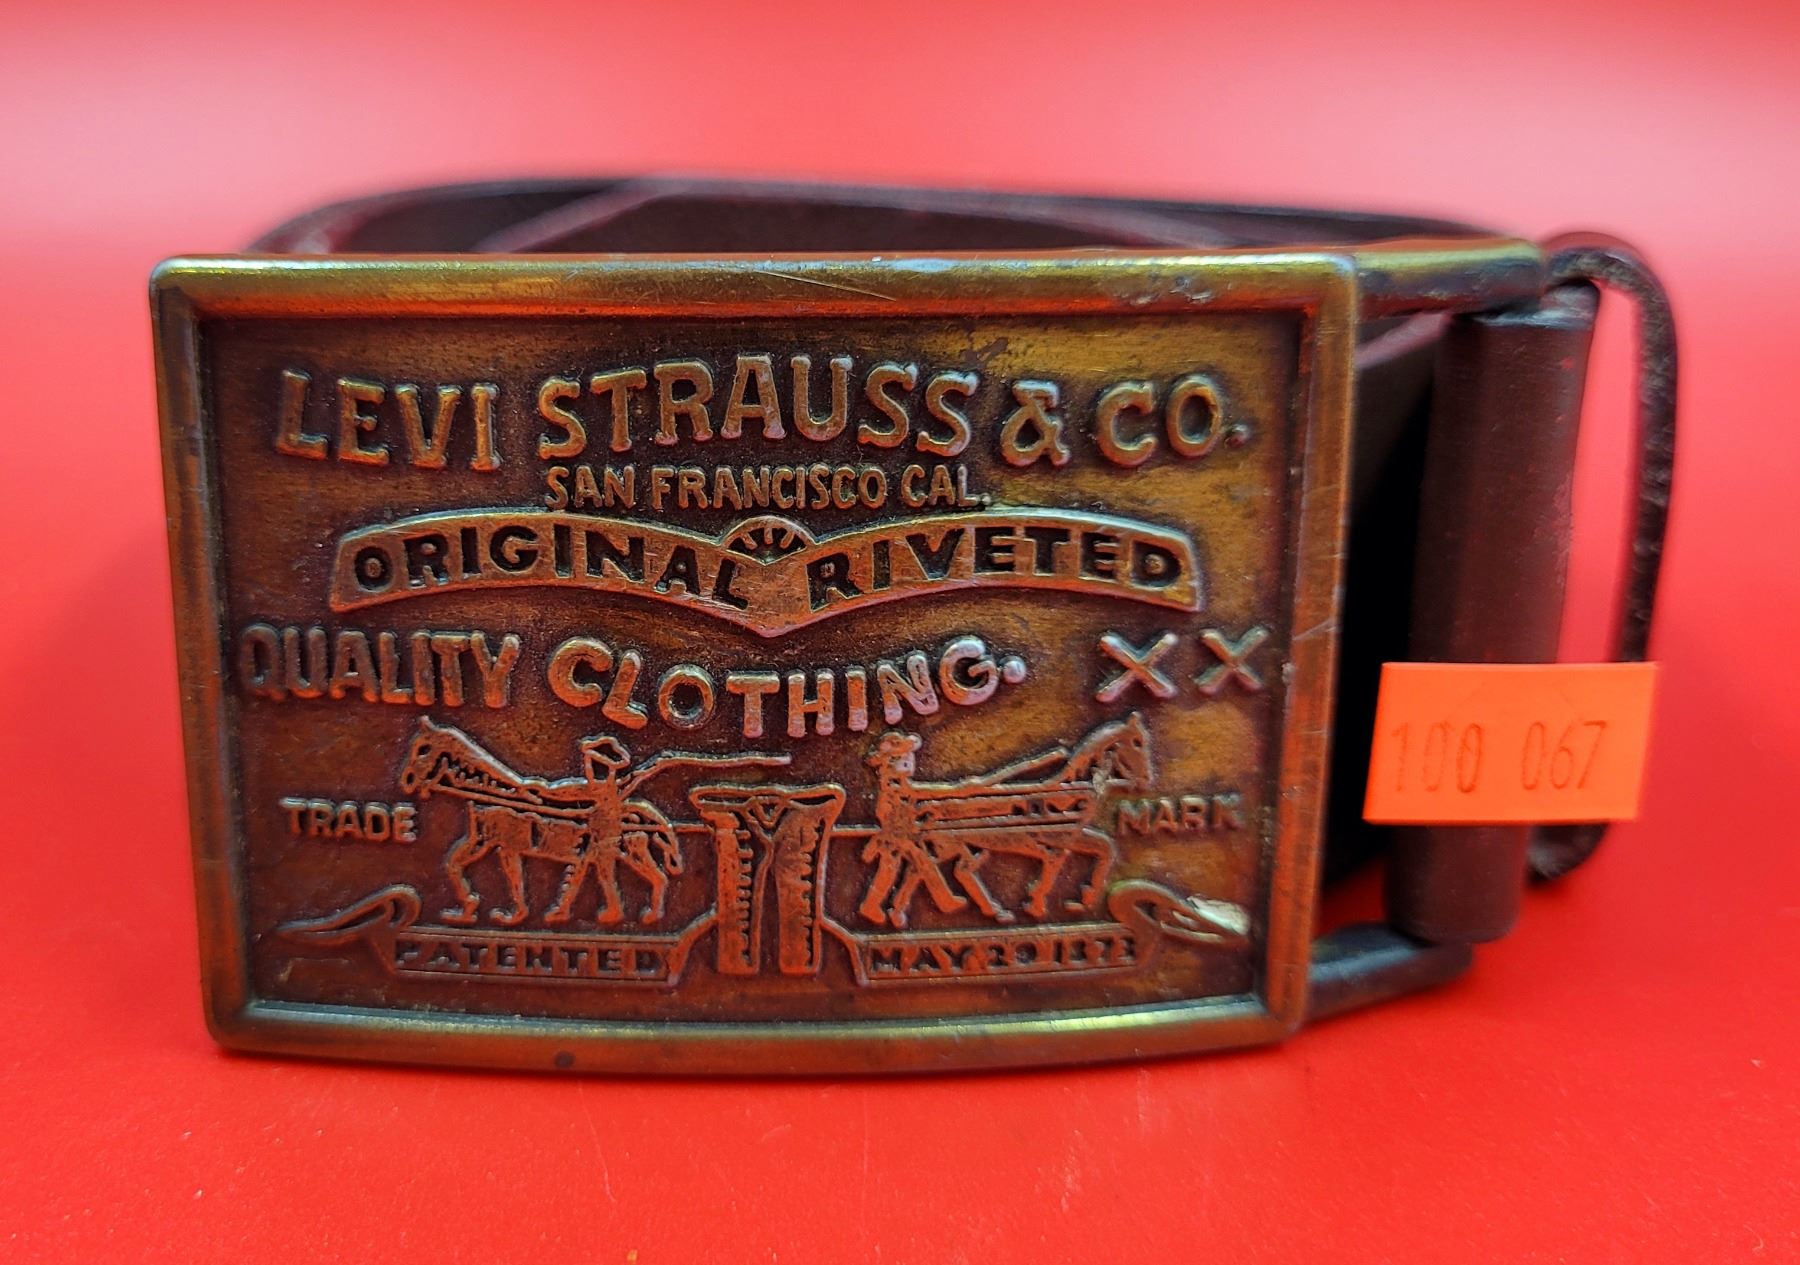 LEVI STRAUSS & CO.
SAN FRANCISCO CAL.
ORIGINAL RIVETED
QUALITY CLOTHING. XX
TRADE MARK
PATENTED MAY 20 1873
100 067